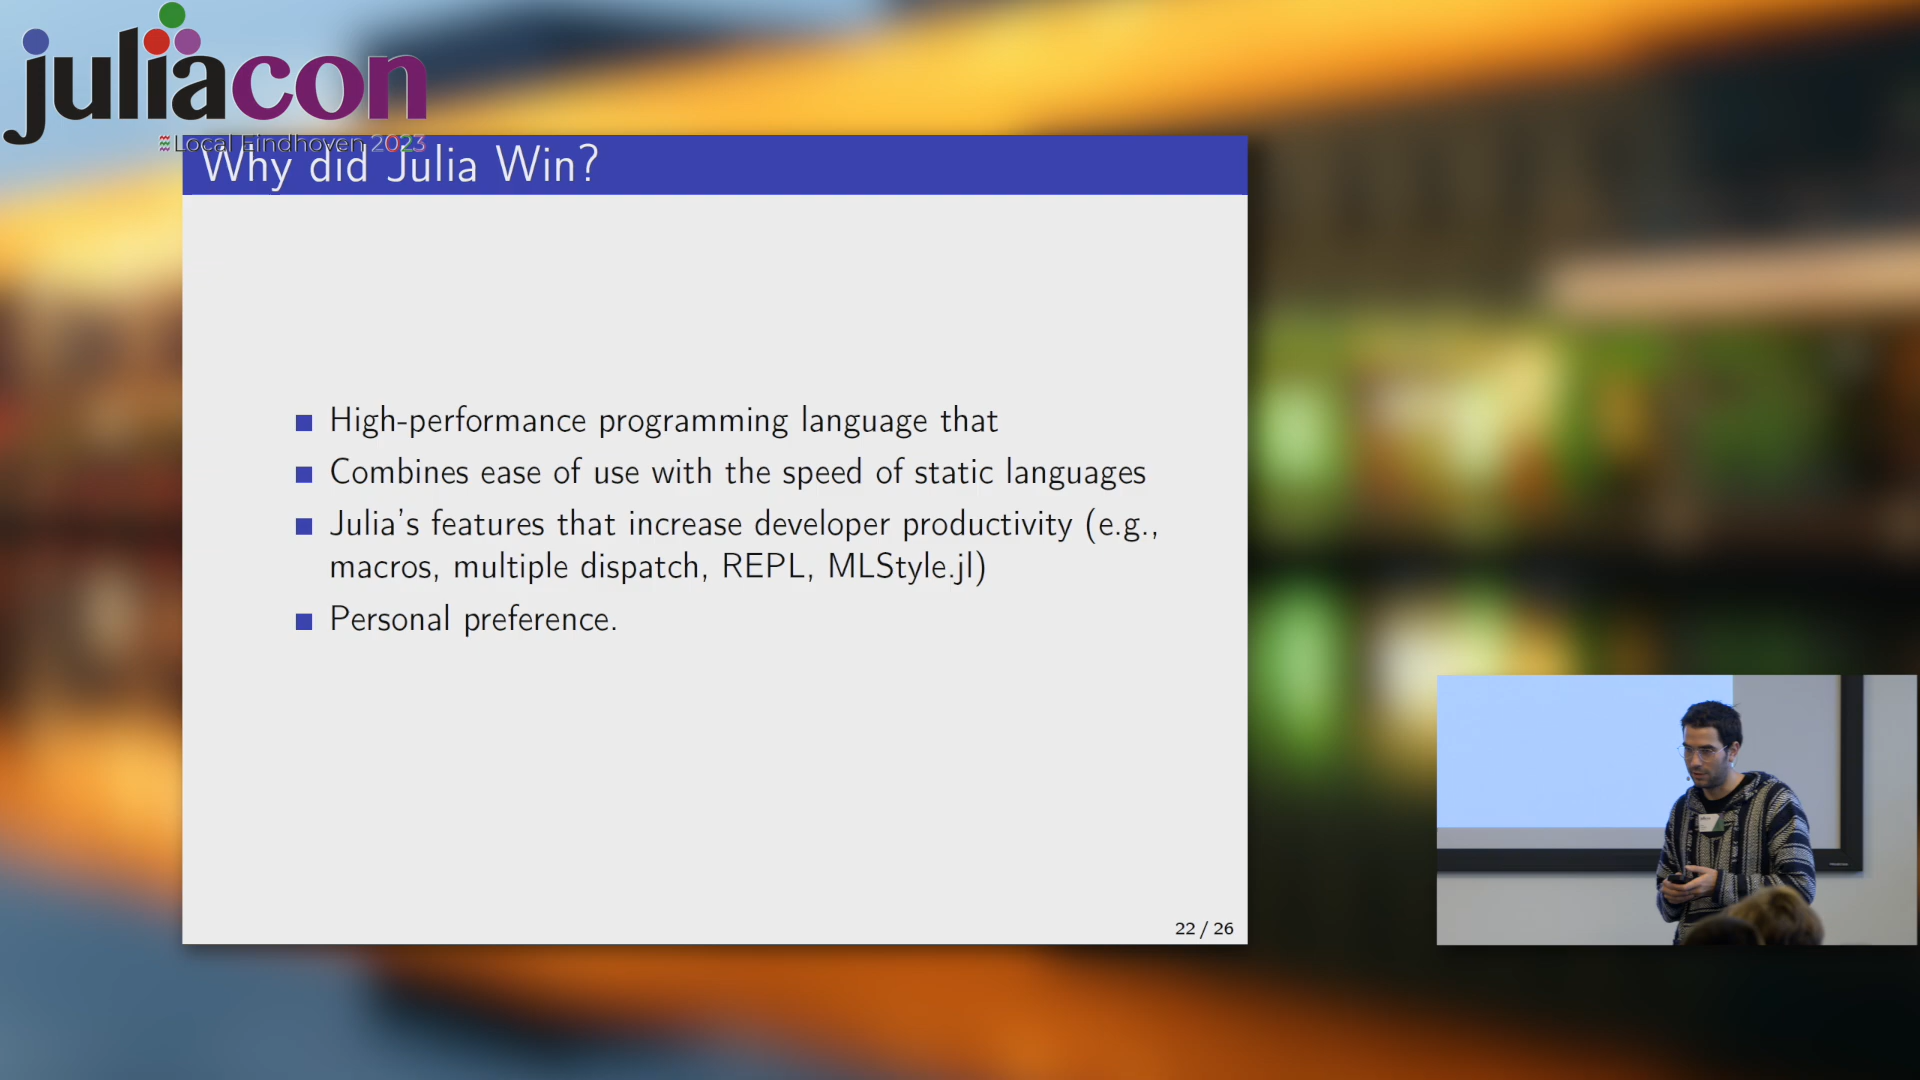 juliacon
Local Eindhoven 2023
Why did Julia Win?
High-performance programming language that
Combines ease of use with the speed of static languages
Julia's features that increase developer productivity (e.g.,
macros, multiple dispatch, REPL, MLStyle.jl)
Personal preference.
22 / 26